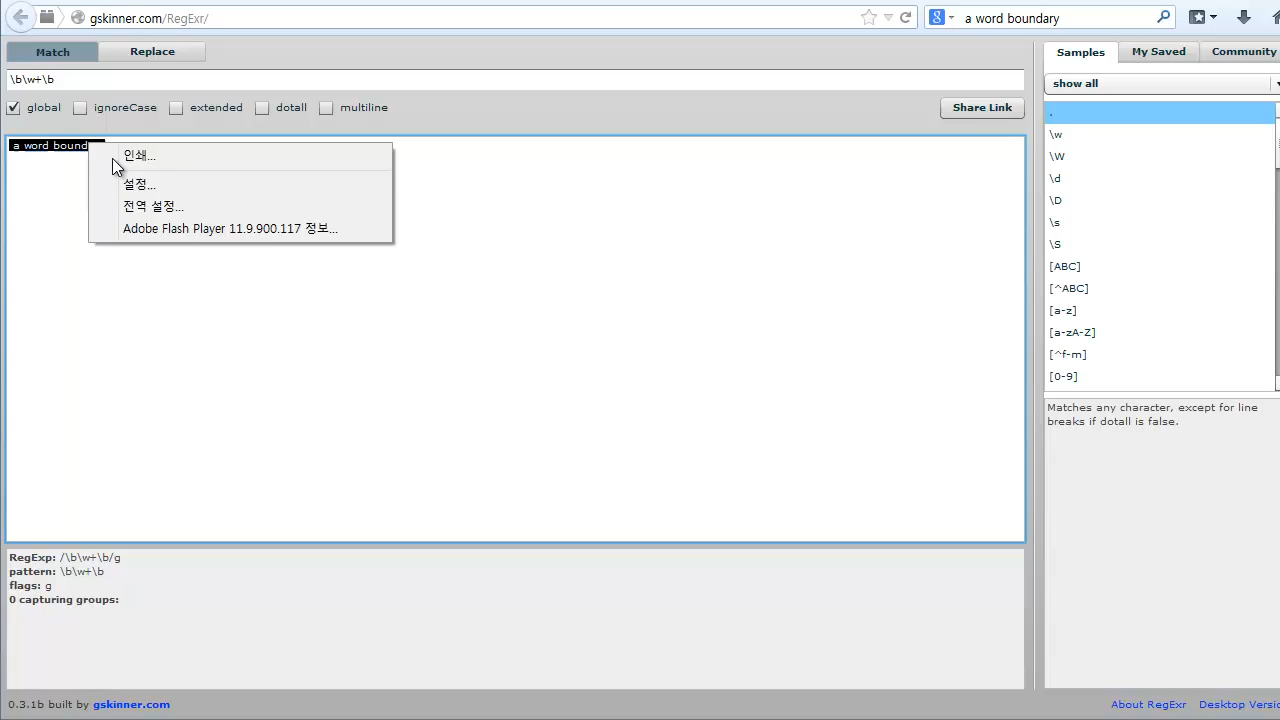 gskinner.com/RegExr/
a word boundary
Match
Replace
\b\w+\b
global
ignoreCase
extended
dotall
multiline
Share Link
a word bound
인쇄...
설정...
전역 설정...
Adobe Flash Player 11.9.900.117 정보...
RegExp: /\b\w+\b/g
pattern: \b\w+\b
flags: g
0 capturing groups:
Samples
My Saved
Community
show all
.
\w
\W
\d
\D
\s
\S
[ABC]
[^ABC]
[a-z]
[a-zA-Z]
[^f-m]
[0-9]
Matches any character, except for line
breaks if dotall is false.
0.3.1b built by gskinner.com
About RegExr
Desktop Versio